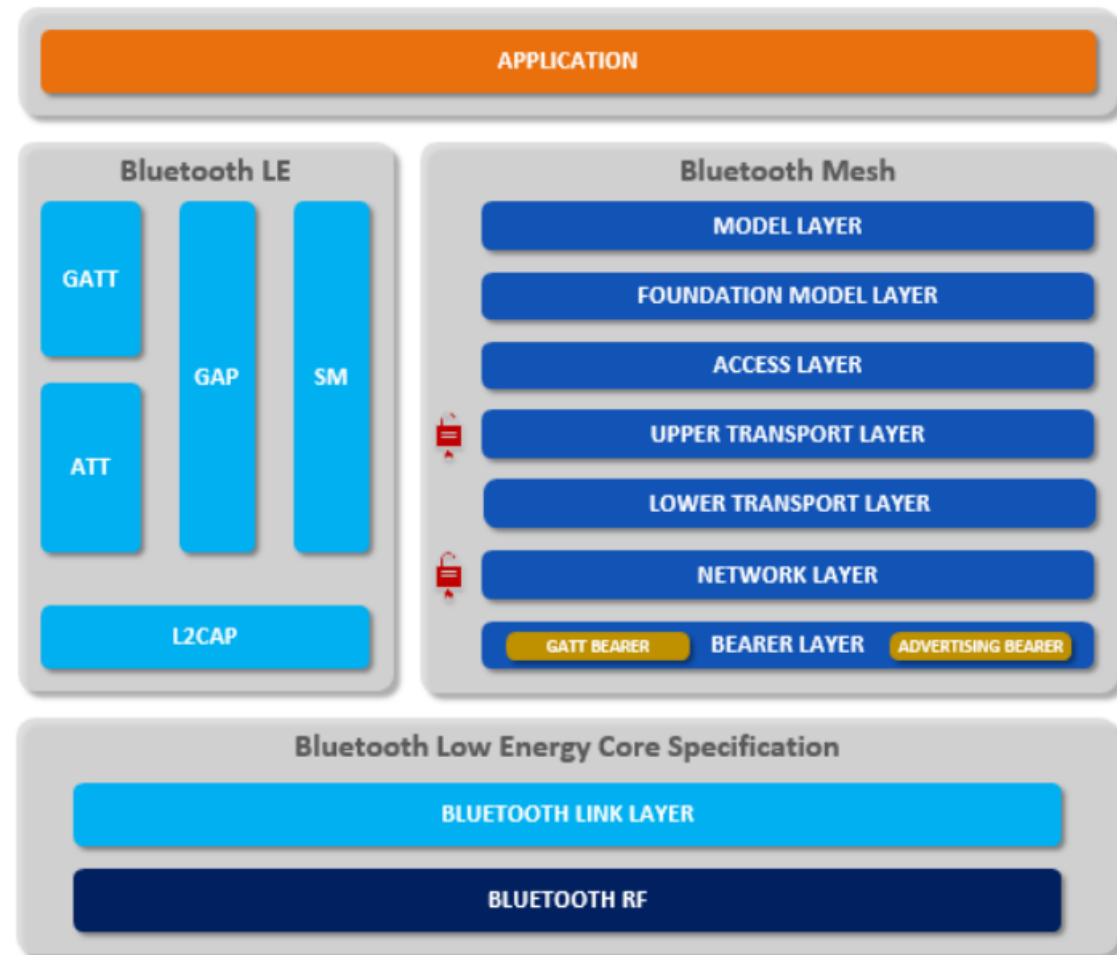 APPLICATION
Bluetooth LE
GATT
GAP
SM
ATT
L2CAP
Bluetooth Mesh
MODEL LAYER
FOUNDATION MODEL LAYER
ACCESS LAYER
UPPER TRANSPORT LAYER
LOWER TRANSPORT LAYER
NETWORK LAYER
GATT BEARER BEARER LAYER ADVERTISING BEARER
Bluetooth Low Energy Core Specification
BLUETOOTH LINK LAYER
BLUETOOTH RF